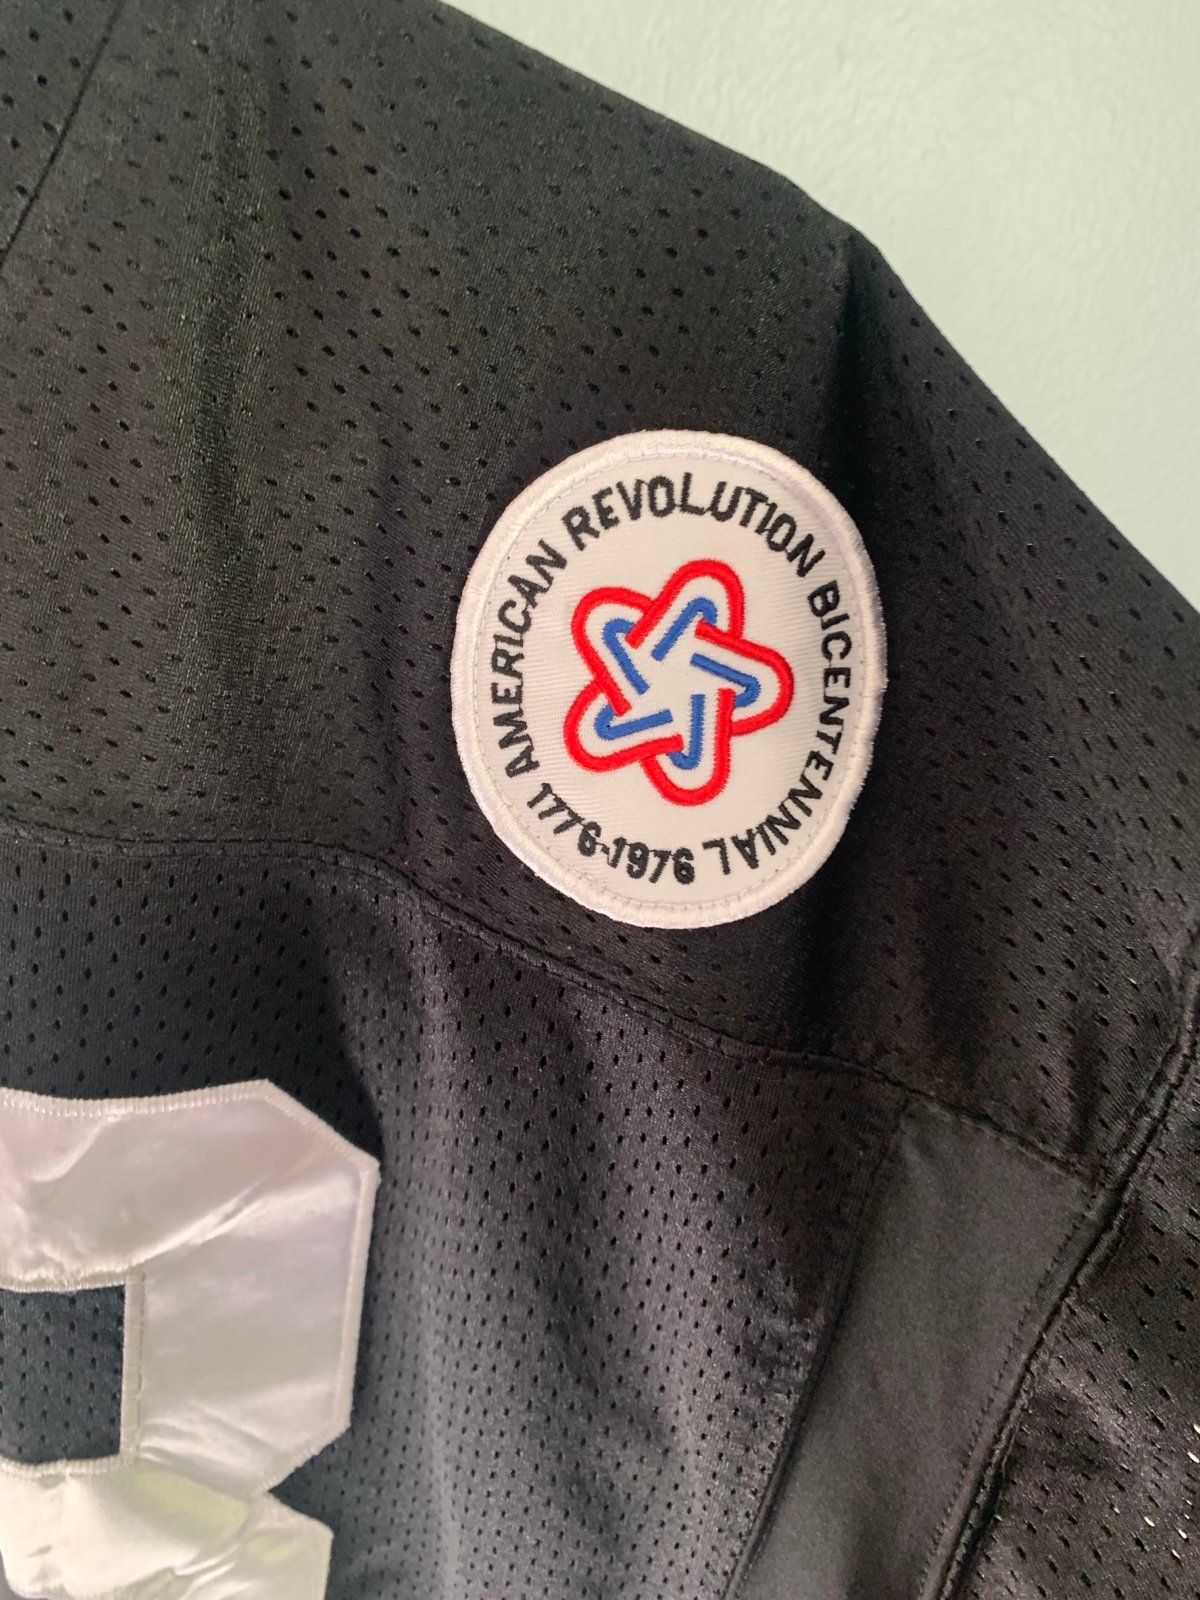 AMERICAN REVOLUTION BICENTENNIAL
1776-1976